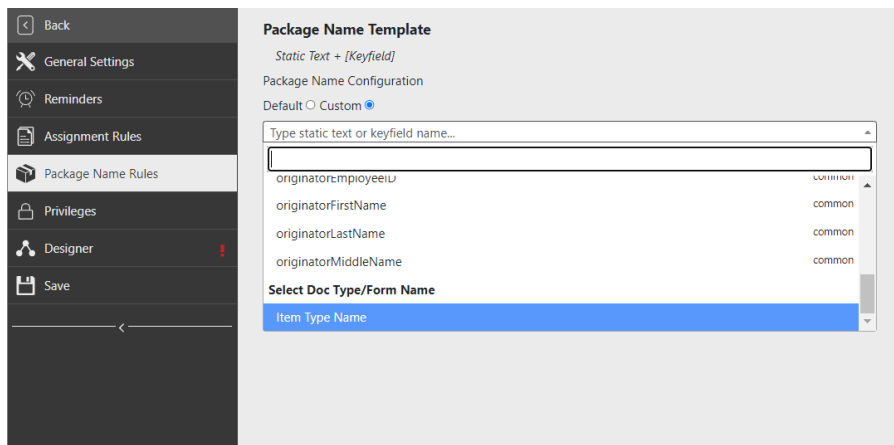 Back
General Settings
Reminders
Assignment Rules
Package Name Rules
Privileges
Designer
Save
Package Name Template
Static Text + [Keyfield]
Package Name Configuration
Default Custom
Type static text or keyfield name...
originatorEmployeeID common
originatorFirstName common
originatorLastName common
originatorMiddleName common
Select Doc Type/Form Name
Item Type Name